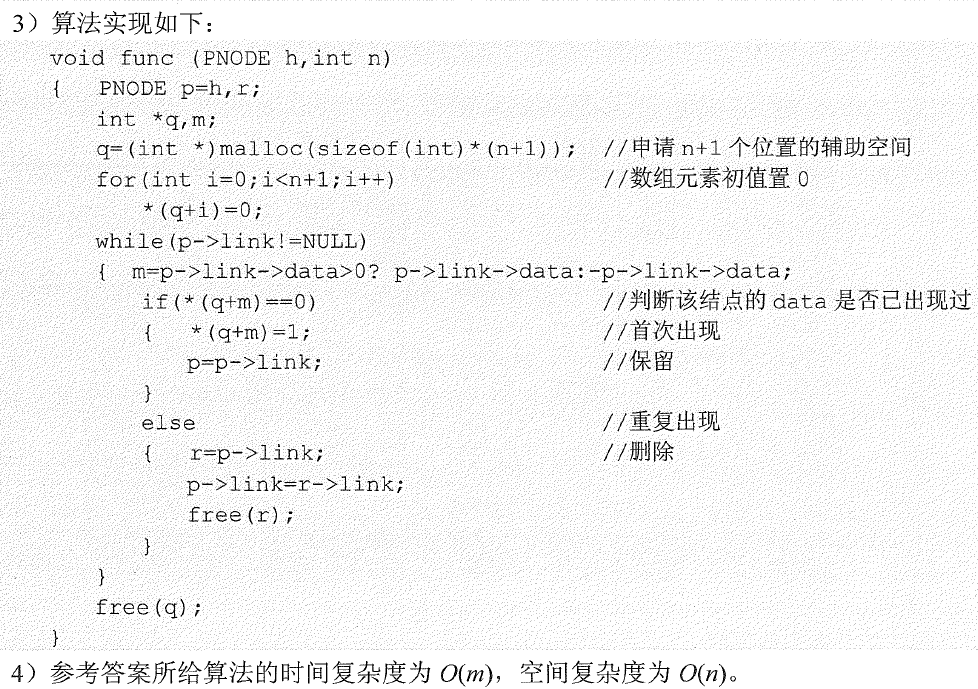 3）算法实现如下：
void func (PNODE h,int n)
{   PNODE p=h,r;
int *q,m;
q=(int *)malloc(sizeof(int)*(n+1));  //申请n+1个位置的辅助空间
for(int i=0;i<n+1;i++)  //数组元素初值置0
*(q+i)=0;
while(p->link!=NULL)
{  m=p->link->data>0? p->link->data:-p->link->data;
if(*(q+m)==0)  //判断该结点的data是否已出现过
{   *(q+m)=1;  //首次出现
p=p->link;  //保留
}
else  //重复出现
{   r=p->link;  //删除
p->link=r->link;
free(r);
}
}
free(q);
}
4）参考答案所给算法的时间复杂度为 O(m)，空间复杂度为 O(n)。